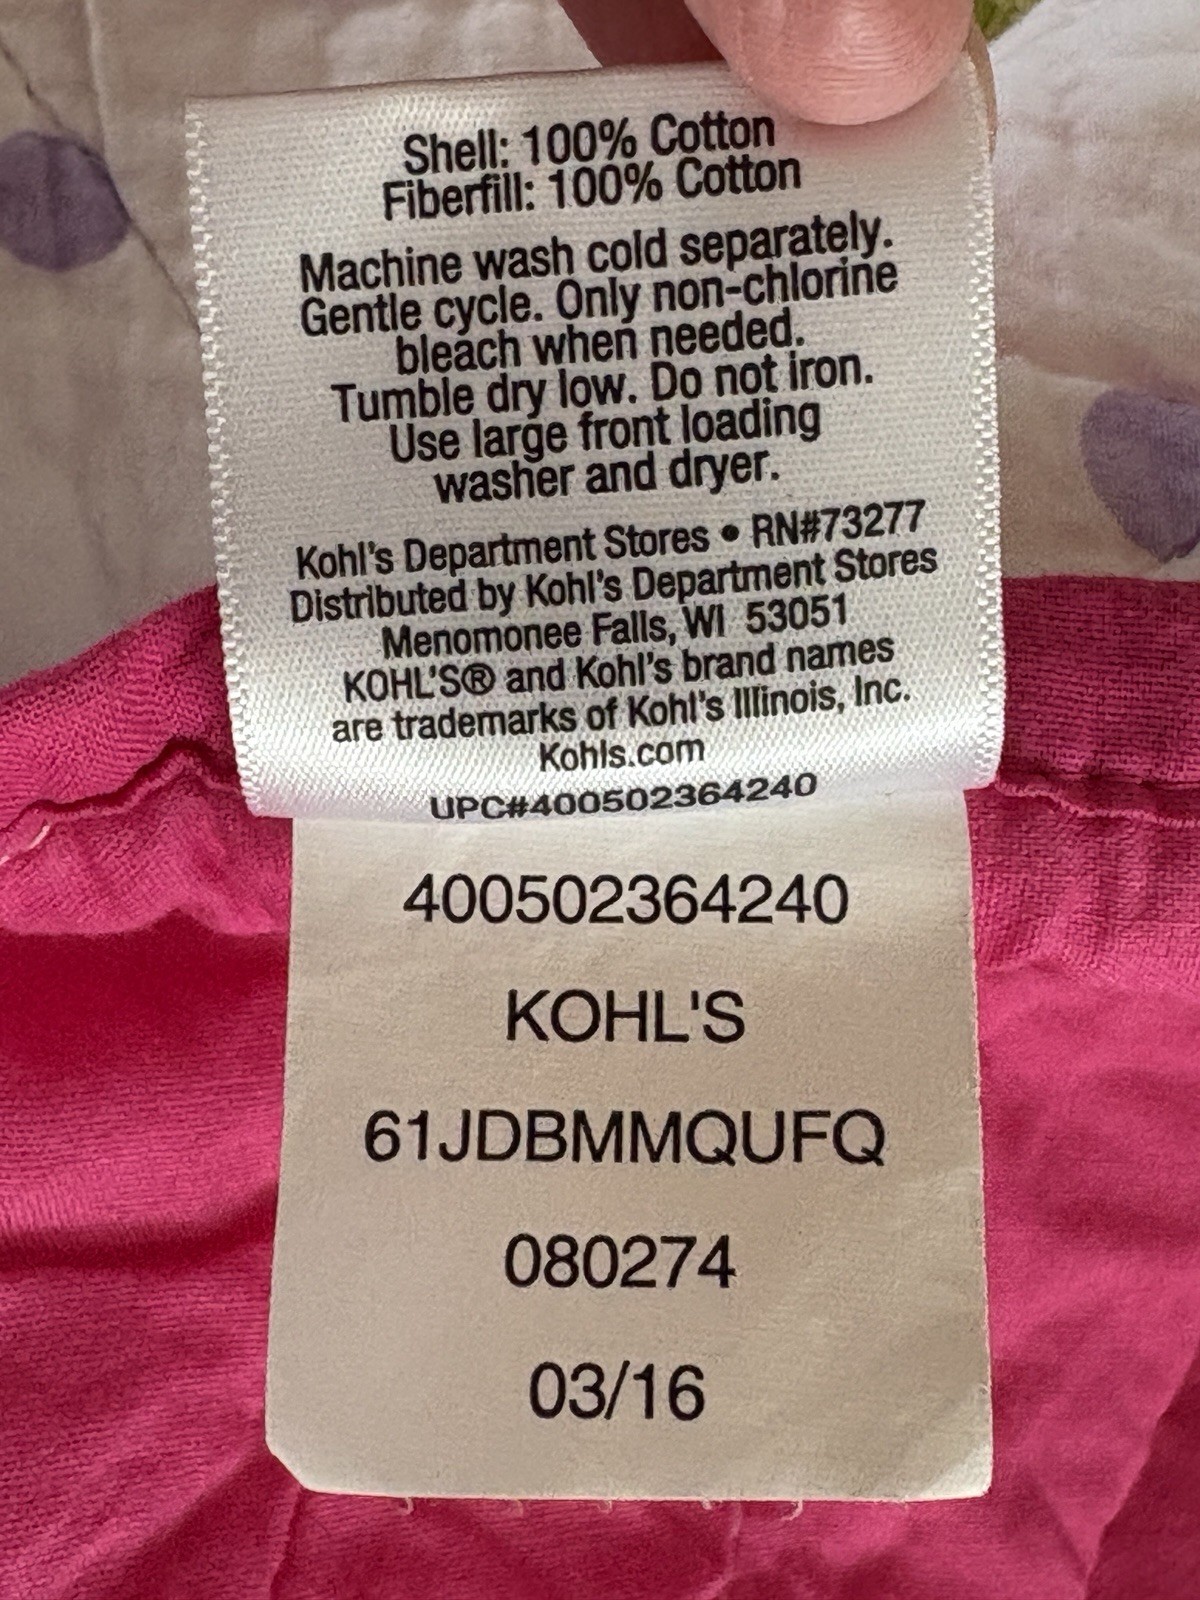 Shell: 100% Cotton
Fiberfill: 100% Cotton
Machine wash cold separately.
Gentle cycle. Only non-chlorine
bleach when needed.
Tumble dry low. Do not iron.
Use large front loading
washer and dryer.
Kohl's Department Stores • RN#73277
Distributed by Kohl's Department Stores
Menomonee Falls, WI 53051
KOHL'S® and Kohl's brand names
are trademarks of Kohl's Illinois, Inc.
Kohls.com
UPC#400502364240
400502364240
KOHL'S
61JDBMMQUFQ
080274
03/16